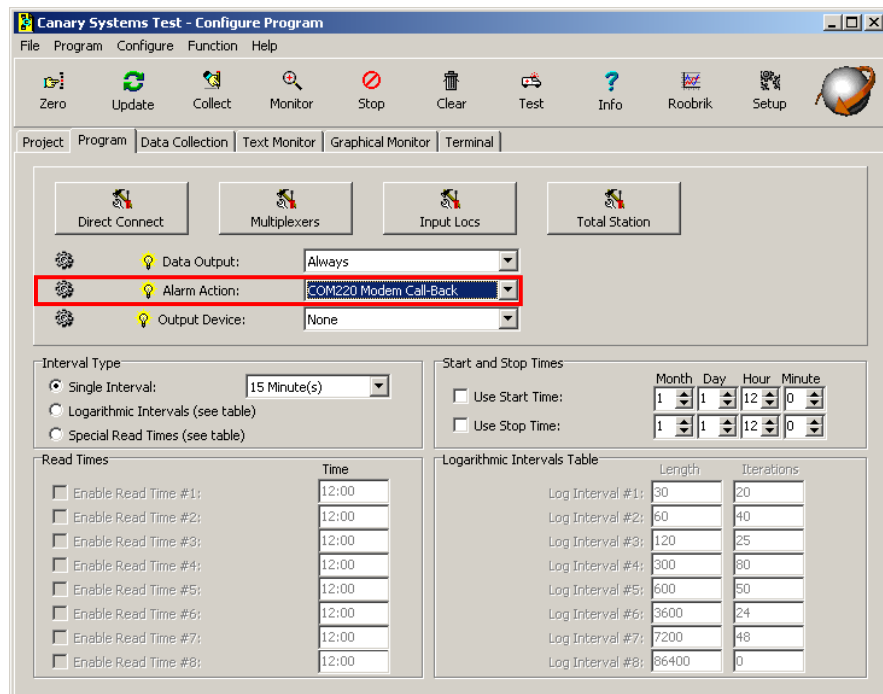 Canary Systems Test - Configure Program
File Program Configure Function Help
Zero Update Collect Monitor Stop Clear Test Info Roobrik Setup
Project Program Data Collection Text Monitor Graphical Monitor Terminal
Direct Connect Multiplexers Input Locs Total Station
Data Output: Always
Alarm Action: COM220 Modem Call-Back
Output Device: None
Interval Type
Single Interval: 15 Minute(s)
Logarithmic Intervals (see table)
Special Read Times (see table)
Start and Stop Times
Month Day Hour Minute
Use Start Time: 1 1 12 0
Use Stop Time: 1 1 12 0
Read Times
Time
Enable Read Time #1: 12:00
Enable Read Time #2: 12:00
Enable Read Time #3: 12:00
Enable Read Time #4: 12:00
Enable Read Time #5: 12:00
Enable Read Time #6: 12:00
Enable Read Time #7: 12:00
Enable Read Time #8: 12:00
Logarithmic Intervals Table
Length Iterations
Log Interval #1: 30 20
Log Interval #2: 60 40
Log Interval #3: 120 25
Log Interval #4: 300 80
Log Interval #5: 600 50
Log Interval #6: 3600 24
Log Interval #7: 7200 48
Log Interval #8: 86400 0